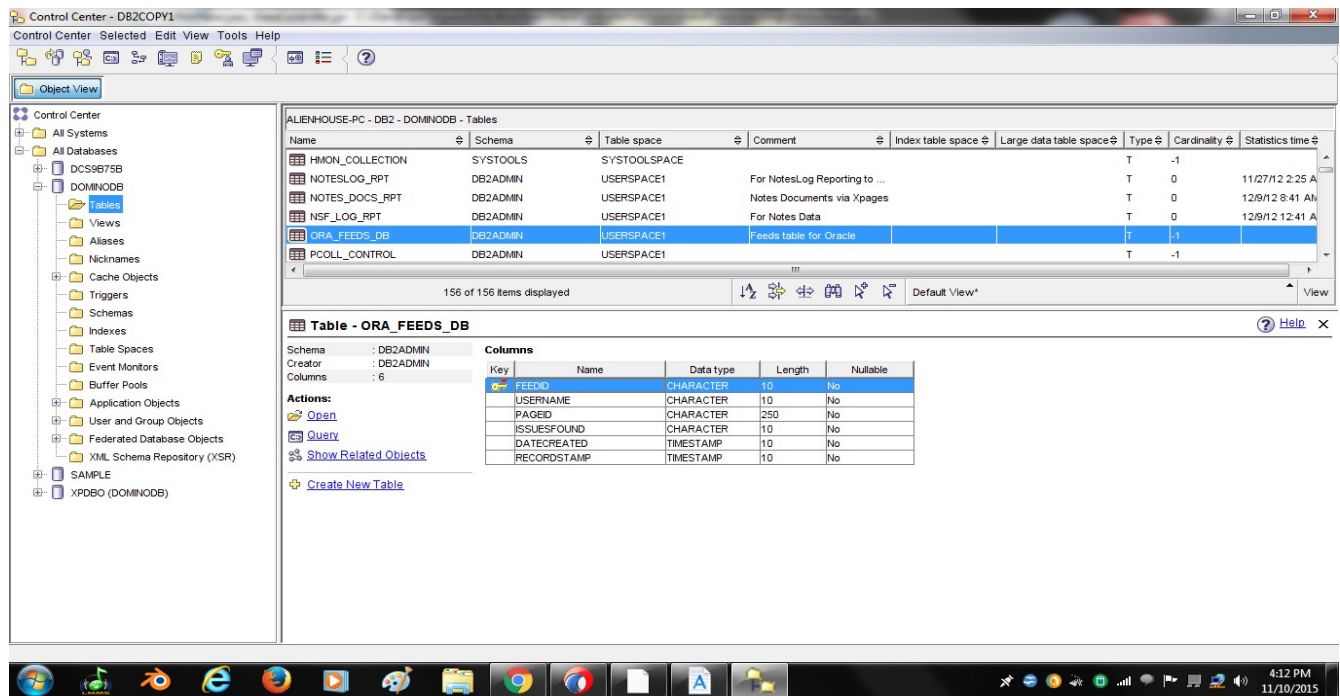 Control Center - DB2COPY1
Control Center Selected Edit View Tools Help
Object View
Control Center
All Systems
All Databases
DCS9B75B
DOMINODB
Tables
Views
Aliases
Nicknames
Cache Objects
Triggers
Schemas
Indexes
Table Spaces
Event Monitors
Buffer Pools
Application Objects
User and Group Objects
Federated Database Objects
XML Schema Repository (XSR)
SAMPLE
XPDBO (DOMINODB)
ALIENHOUSE-PC - DB2 - DOMINODB - Tables
Name Schema Table space Comment Index table space Large data table space Type Cardinality Statistics time
HMON_COLLECTION SYSTOOLS SYSTOOLSPACE T -1
NOTESLOG_RPT DB2ADMIN USERSPACE1 For NotesLog Reporting to ... T 0 11/27/12 2:25 A
NOTES_DOCS_RPT DB2ADMIN USERSPACE1 Notes Documents via Xpages T 0 12/9/12 8:41 AM
NSF_LOG_RPT DB2ADMIN USERSPACE1 For Notes Data T 0 12/9/12 12:41 A
ORA_FEEDS_DB DB2ADMIN USERSPACE1 Feeds table for Oracle T -1
PCOLL_CONTROL DB2ADMIN USERSPACE1 T -1
156 of 156 items displayed Default View* View
Table - ORA_FEEDS_DB Help X
Schema : DB2ADMIN
Creator : DB2ADMIN
Columns : 6
Actions:
Open
Query
Show Related Objects
Create New Table
Columns
Key Name Data type Length Nullable
FEEDID CHARACTER 10 No
USERNAME CHARACTER 10 No
PAGEID CHARACTER 250 No
ISSUESFOUND CHARACTER 10 No
DATECREATED TIMESTAMP 10 No
RECORDSTAMP TIMESTAMP 10 No
LMMS
4:12 PM
11/10/2015